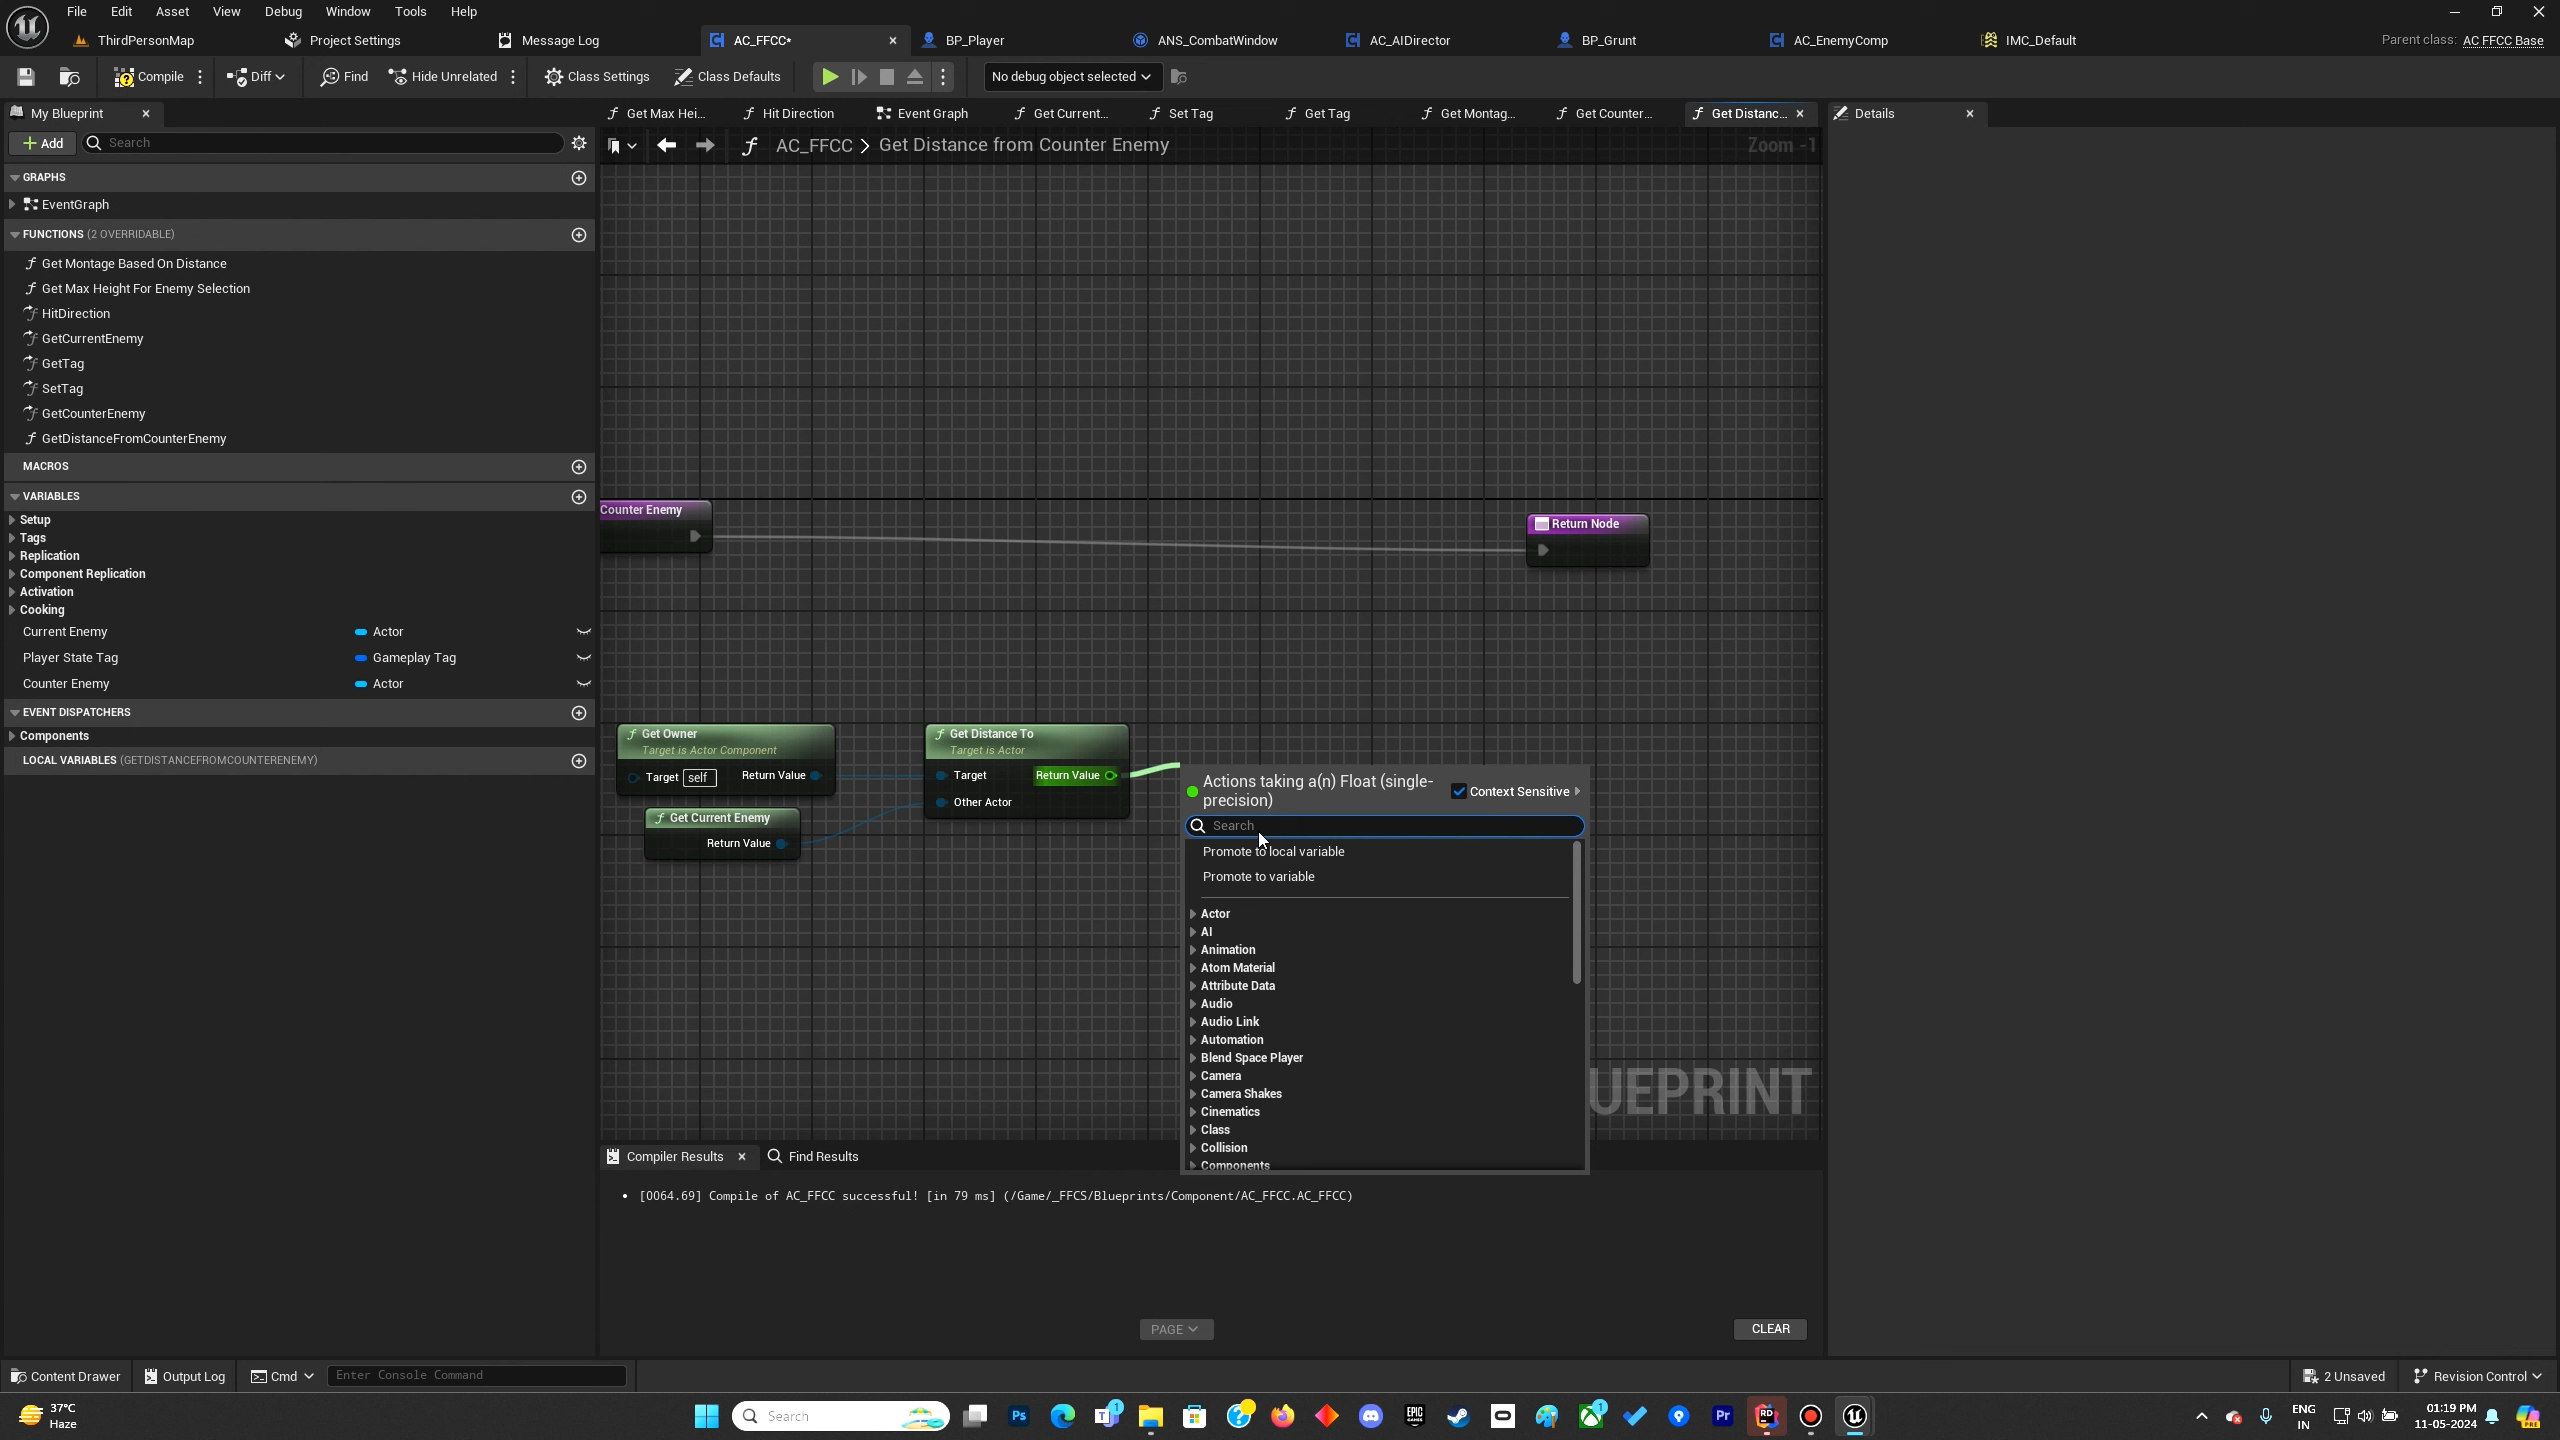 File Edit Asset View Debug Window Tools Help
ThirdPersonMap Project Settings Message Log AC_FFCC* BP_Player ANS_CombatWindow AC_AIDirector BP_Grunt AC_EnemyComp IMC_Default Parent class: AC FFCC Base
Compile Diff Find Hide Unrelated Class Settings Class Defaults No debug object selected
My Blueprint
Add Search
GRAPHS
EventGraph
FUNCTIONS (2 OVERRIDABLE)
Get Montage Based On Distance
Get Max Height For Enemy Selection
HitDirection
GetCurrentEnemy
GetTag
SetTag
GetCounterEnemy
GetDistanceFromCounterEnemy
MACROS
VARIABLES
Setup
Tags
Replication
Component Replication
Activation
Cooking
Current Enemy Actor
Player State Tag Gameplay Tag
Counter Enemy Actor
EVENT DISPATCHERS
Components
LOCAL VARIABLES (GETDISTANCEFROMCOUNTERENEMY)
Get Max Hei... Hit Direction Event Graph Get Current... Set Tag Get Tag Get Montag... Get Counter... Get Distanc... Details
AC_FFCC > Get Distance from Counter Enemy Zoom -1
Counter Enemy
Return Node
Get Owner
Target is Actor Component
Target self Return Value
Get Current Enemy
Return Value
Get Distance To
Target is Actor
Target Return Value
Other Actor
Actions taking a(n) Float (single-
precision)
Context Sensitive
Search
Promote to local variable
Promote to variable
Actor
AI
Animation
Atom Material
Attribute Data
Audio
Audio Link
Automation
Blend Space Player
Camera
Camera Shakes
Cinematics
Class
Collision
Components
UEPRINT
Compiler Results Find Results
• [0064.69] Compile of AC_FFCC successful! [in 79 ms] (/Game/_FFCS/Blueprints/Component/AC_FFCC.AC_FFCC)
PAGE CLEAR
Content Drawer Output Log Cmd Enter Console Command 2 Unsaved Revision Control
37°C
Haze
Search
ENG
IN
01:19 PM
11-05-2024